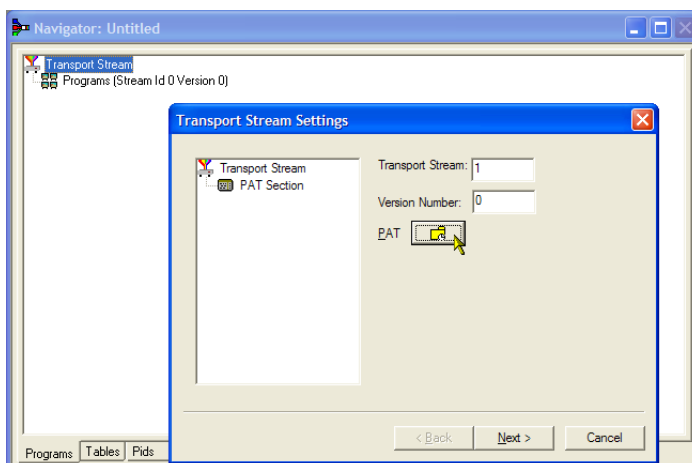 Navigator: Untitled
Transport Stream
Programs (Stream Id 0 Version 0)
Transport Stream Settings
Transport Stream
PAT Section
Transport Stream: 1
Version Number: 0
PAT
< Back
Next >
Cancel
Programs
Tables
Pids